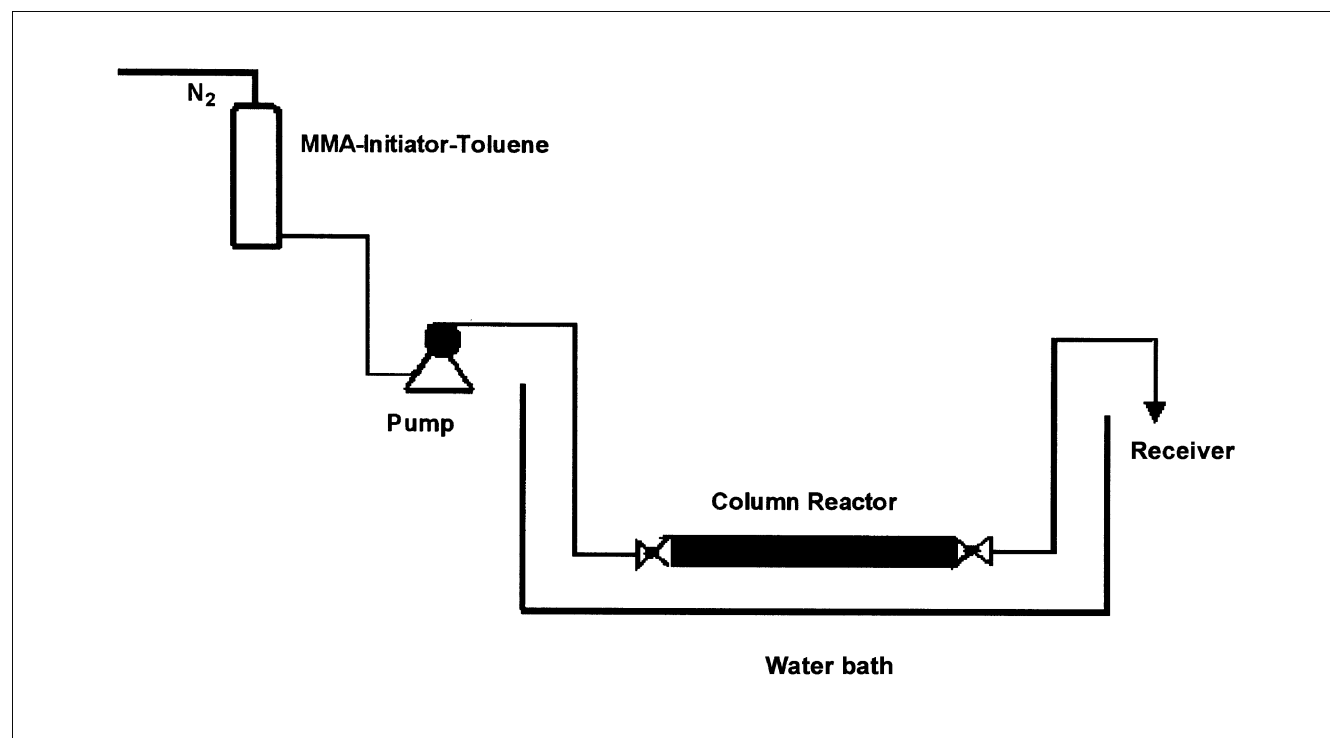 N₂
MMA-Initiator-Toluene
Pump
Receiver
Column Reactor
Water bath